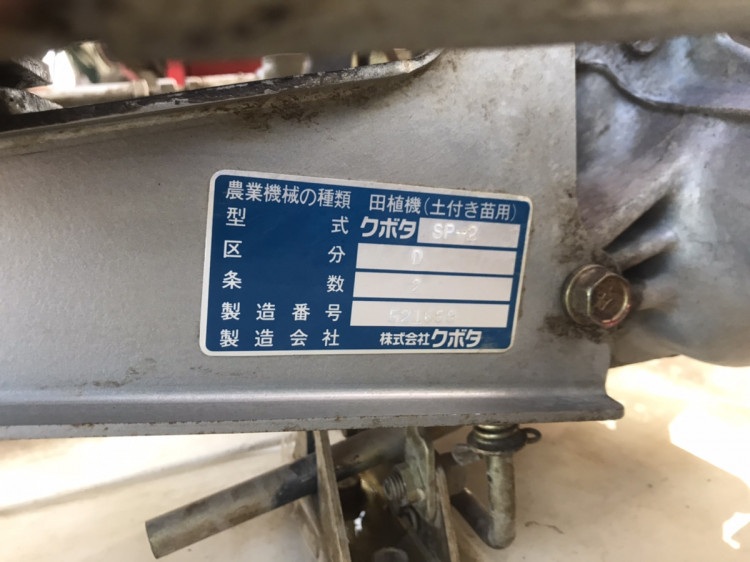 農業機械の種類 田植機(土付き苗用)
型式 クボタ SP-2
区分 D
条数 2
製造番号
製造会社 株式会社クボタ